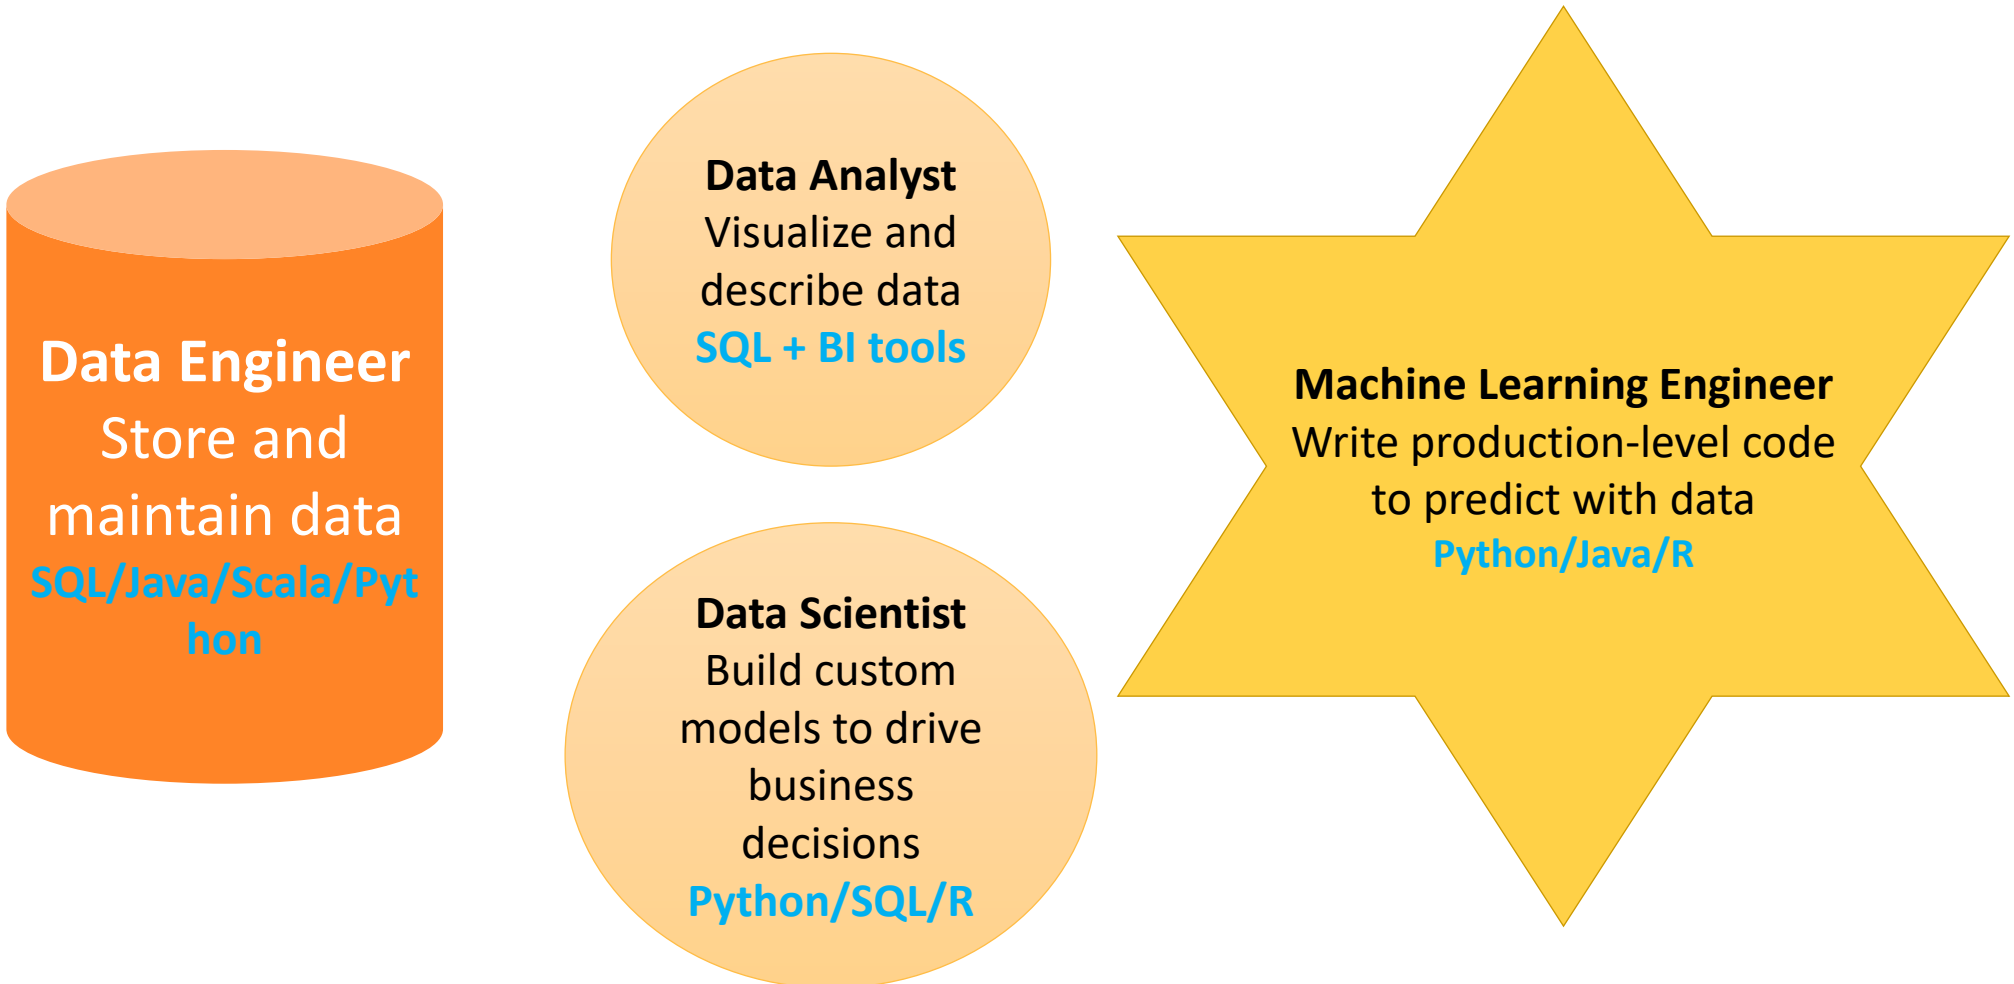 Data Engineer
Store and
maintain data
SQL/Java/Scala/Pyt
hon
Data Analyst
Visualize and
describe data
SQL + BI tools
Data Scientist
Build custom
models to drive
business
decisions
Python/SQL/R
Machine Learning Engineer
Write production-level code
to predict with data
Python/Java/R